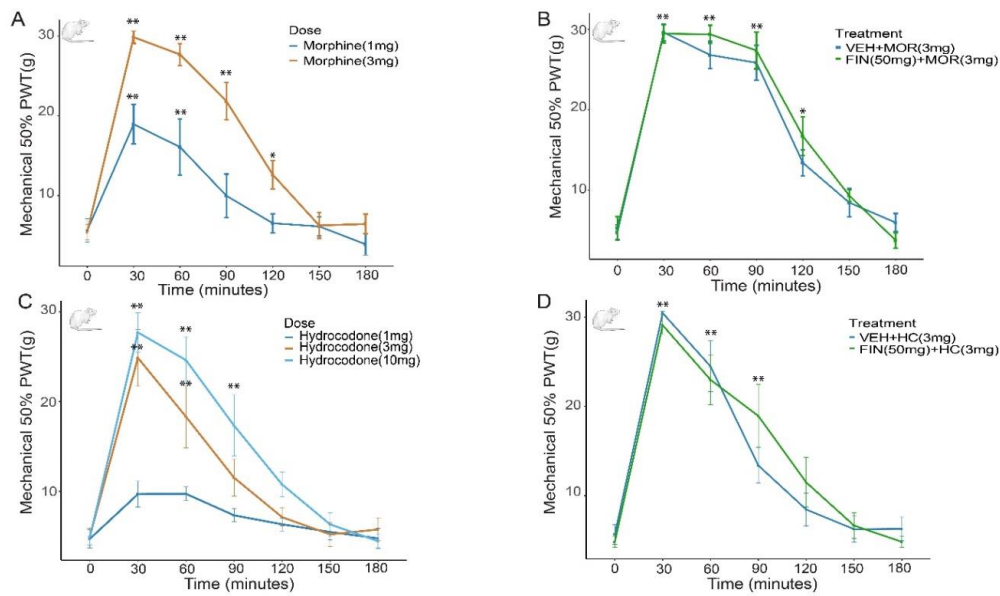 A
Mechanical 50% PWT(g)
30
20
10
**
**
**
*
**
**
Dose
Morphine(1mg)
Morphine(3mg)
0 30 60 90 120 150 180
Time (minutes)
B
Mechanical 50% PWT(g)
30
20
10
** ** **
*
Treatment
VEH+MOR(3mg)
FIN(50mg)+MOR(3mg)
0 30 60 90 120 150 180
Time (minutes)
C
Mechanical 50% PWT(g)
30
20
10
**
**
**
**
**
Dose
Hydrocodone(1mg)
Hydrocodone(3mg)
Hydrocodone(10mg)
0 30 60 90 120 150 180
Time (minutes)
D
Mechanical 50% PWT(g)
30
20
10
**
**
**
Treatment
VEH+HC(3mg)
FIN(50mg)+HC(3mg)
0 30 60 90 120 150 180
Time (minutes)